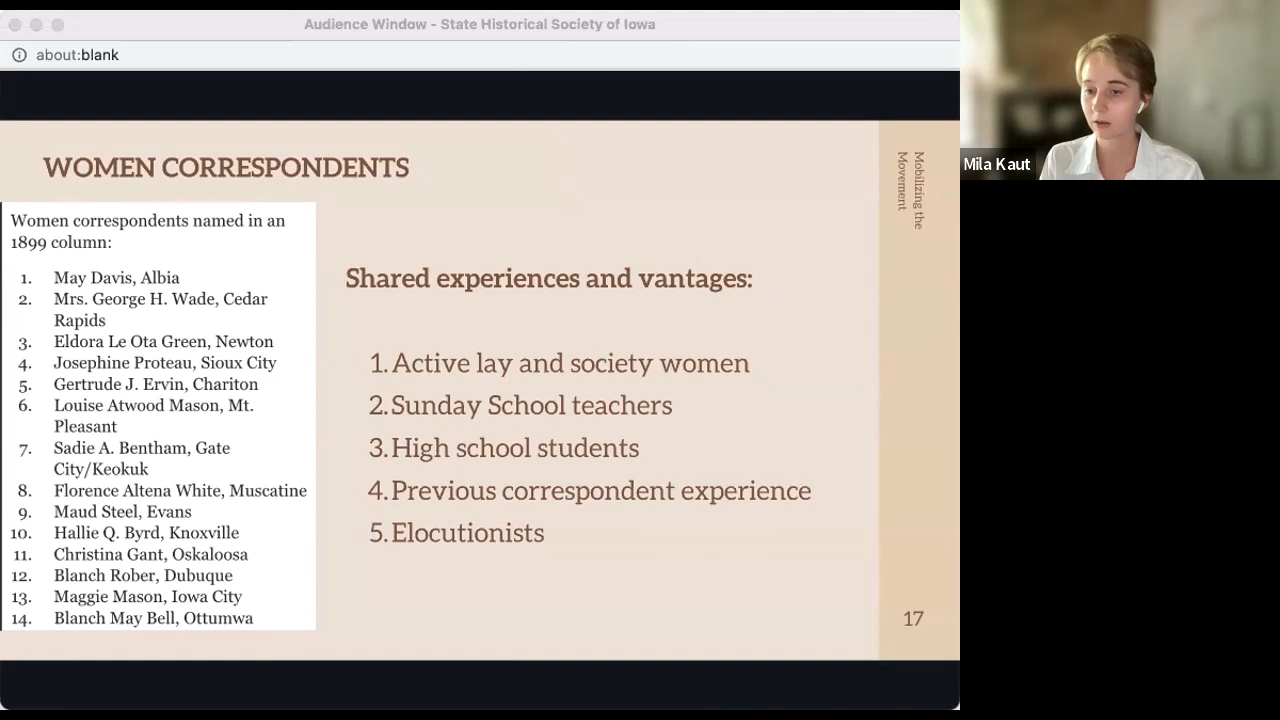 Audience Window - State Historical Society of Iowa
about:blank
WOMEN CORRESPONDENTS
Women correspondents named in an
1899 column:
1. May Davis, Albia
2. Mrs. George H. Wade, Cedar
Rapids
3. Eldora Le Ota Green, Newton
4. Josephine Proteau, Sioux City
5. Gertrude J. Ervin, Chariton
6. Louise Atwood Mason, Mt.
Pleasant
7. Sadie A. Bentham, Gate
City/Keokuk
8. Florence Altena White, Muscatine
9. Maud Steel, Evans
10. Hallie Q. Byrd, Knoxville
11. Christina Gant, Oskaloosa
12. Blanch Rober, Dubuque
13. Maggie Mason, Iowa City
14. Blanch May Bell, Ottumwa
Shared experiences and vantages:
1. Active lay and society women
2. Sunday School teachers
3. High school students
4. Previous correspondent experience
5. Elocutionists
Mobilizing the
Movement
17
Mila Kaut